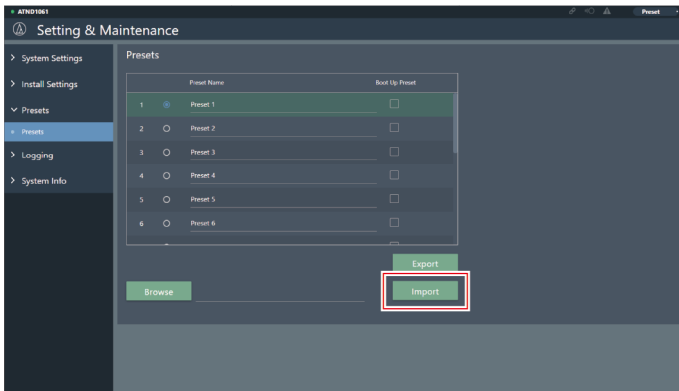 ATND1061
Preset
Setting & Maintenance
System Settings
Install Settings
Presets
Presets
Logging
System Info
Presets
Preset Name Boot Up Preset
1 Preset 1
2 Preset 2
3 Preset 3
4 Preset 4
5 Preset 5
6 Preset 6
Export
Browse Import